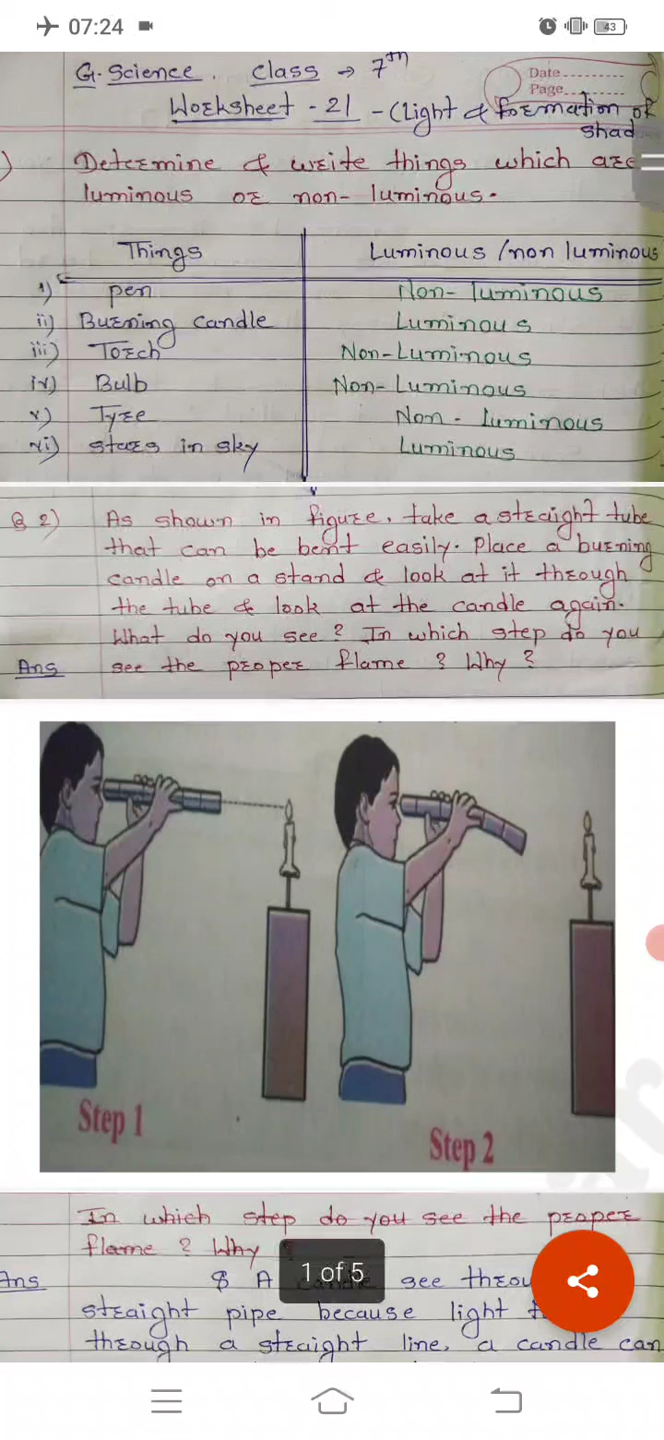 07:24
43
G. Science. Class → 7th
Date
Page
Worksheet - 21 - (Light & formation of
shad
Determine & write things which are
luminous or non-luminous.
Things Luminous /non luminous
1) pen Non-luminous
ii) Burning candle Luminous
iii) Torch Non-Luminous
iv) Bulb Non-Luminous
v) Tyre Non-luminous
vi) stars in sky Luminous
Q 2) As shown in figure, take a straight tube
that can be bent easily. Place a burning
candle on a stand & look at it through
the tube & look at the candle again.
What do you see? In which step do you
Ans see the proper flame? Why?
Step 1
Step 2
In which step do you see the proper
flame? Why
1 of 5
Ans A see
straight pipe because light
through a straight line, a candle can